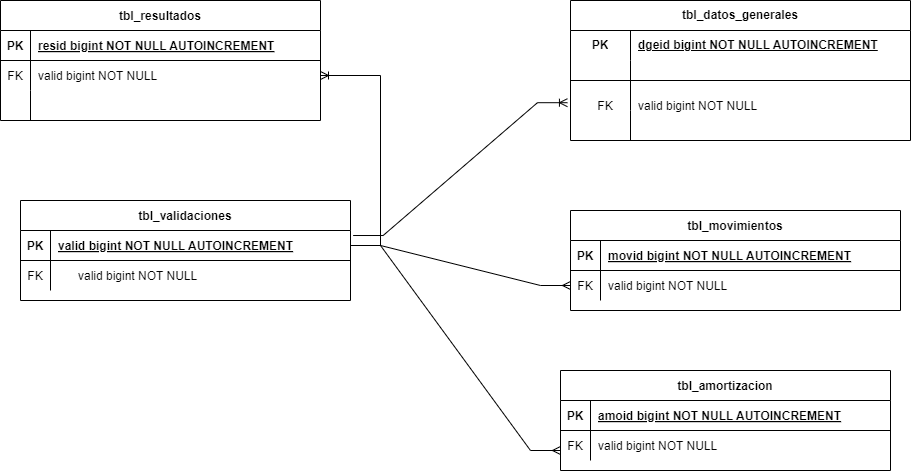 tbl_resultados
PK resid bigint NOT NULL AUTOINCREMENT
FK valid bigint NOT NULL
tbl_datos_generales
PK dgeid bigint NOT NULL AUTOINCREMENT
FK valid bigint NOT NULL
tbl_validaciones
PK valid bigint NOT NULL AUTOINCREMENT
FK valid bigint NOT NULL
tbl_movimientos
PK movid bigint NOT NULL AUTOINCREMENT
FK valid bigint NOT NULL
tbl_amortizacion
PK amoid bigint NOT NULL AUTOINCREMENT
FK valid bigint NOT NULL